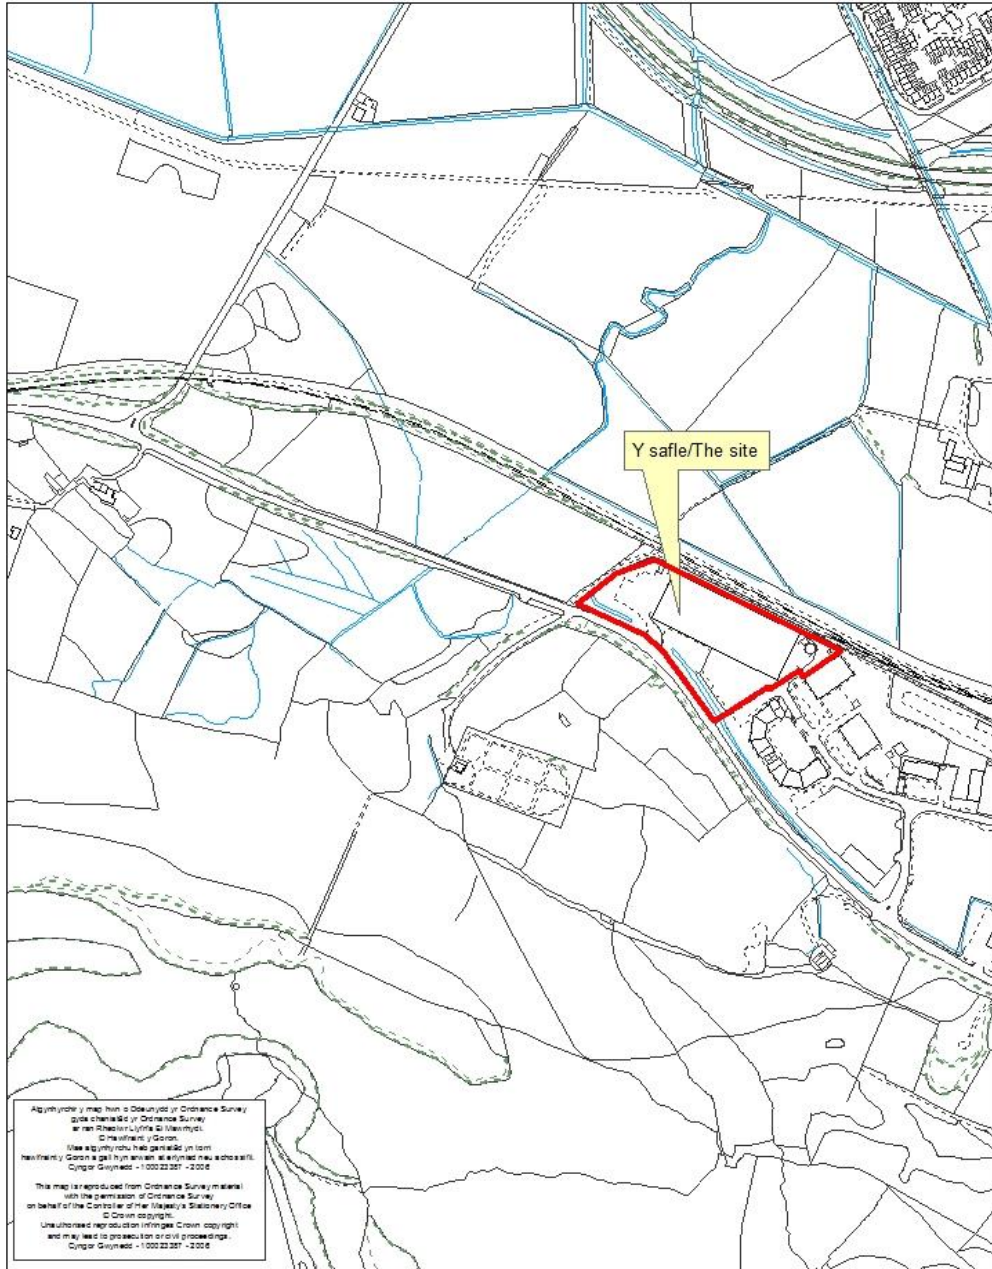 Y safle/The site
Atgynhyrchir y map hwn o Ddeunydd yr Ordnance Survey
gyda chaniatâd yr Ordnance Survey
ar ran Rheolwr Llyfrfa Ei Mawrhydi.
© Hawlfraint y Goron.
Mae atgynhyrchu heb ganiatâd yn torri
hawlfraint y Goron a gall hyn arwain at erlyniad neu achos sifil.
Cyngor Gwynedd - 100023387 - 2006
This map is reproduced from Ordnance Survey material
with the permission of Ordnance Survey
on behalf of the Controller of Her Majesty's Stationery Office
© Crown copyright.
Unauthorised reproduction infringes Crown copyright
and may lead to prosecution or civil proceedings.
Cyngor Gwynedd - 100023387 - 2006